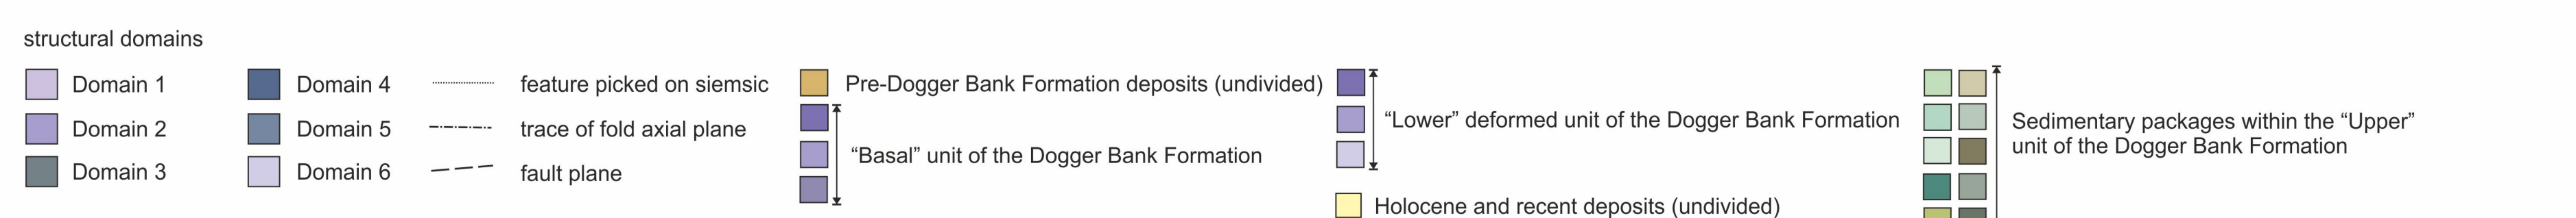 structural domains
Domain 1
Domain 2
Domain 3
Domain 4
Domain 5
Domain 6
feature picked on siemsic
trace of fold axial plane
fault plane
Pre-Dogger Bank Formation deposits (undivided)
“Basal” unit of the Dogger Bank Formation
“Lower” deformed unit of the Dogger Bank Formation
Holocene and recent deposits (undivided)
Sedimentary packages within the “Upper”
unit of the Dogger Bank Formation